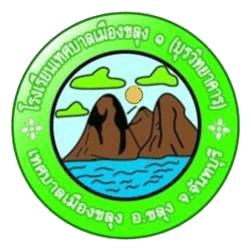 โรงเรียนเทศบาลเมืองขลุง ๑ (บุรวิทยาคาร)
เทศบาลเมืองขลุง อ.ขลุง จ.จันทบุรี